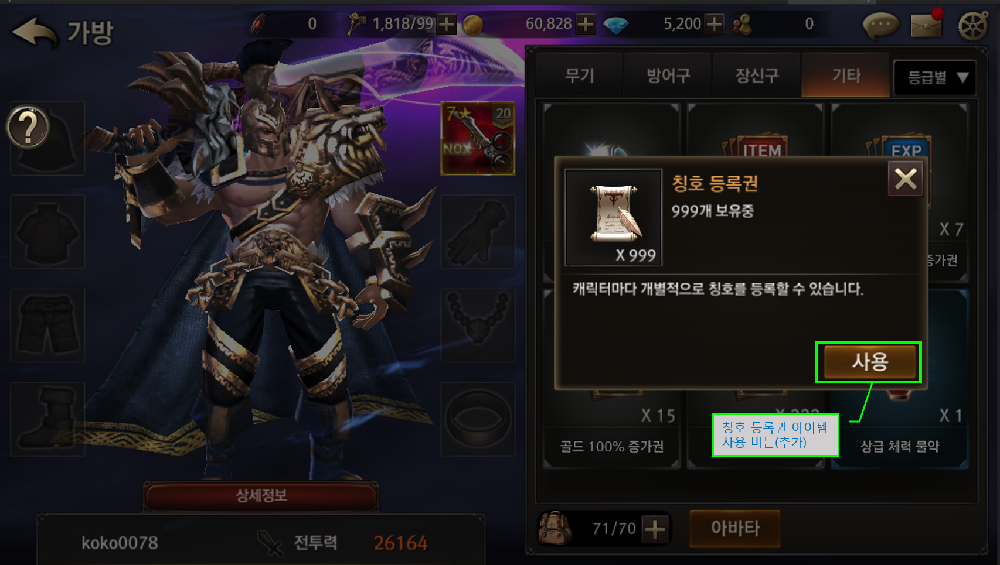 가방
0
1,818/99
60,828
5,200
0
무기
방어구
장신구
기타
등급별
7
20
NOX
ITEM
EXP
칭호 등록권
999개 보유중
X 999
캐릭터마다 개별적으로 칭호를 등록할 수 있습니다.
사용
X 7
증가권
X 15
X 1
칭호 등록권 아이템
사용 버튼(추가)
골드 100% 증가권
상급 체력 물약
상세정보
71/70
아바타
koko0078
전투력
26164